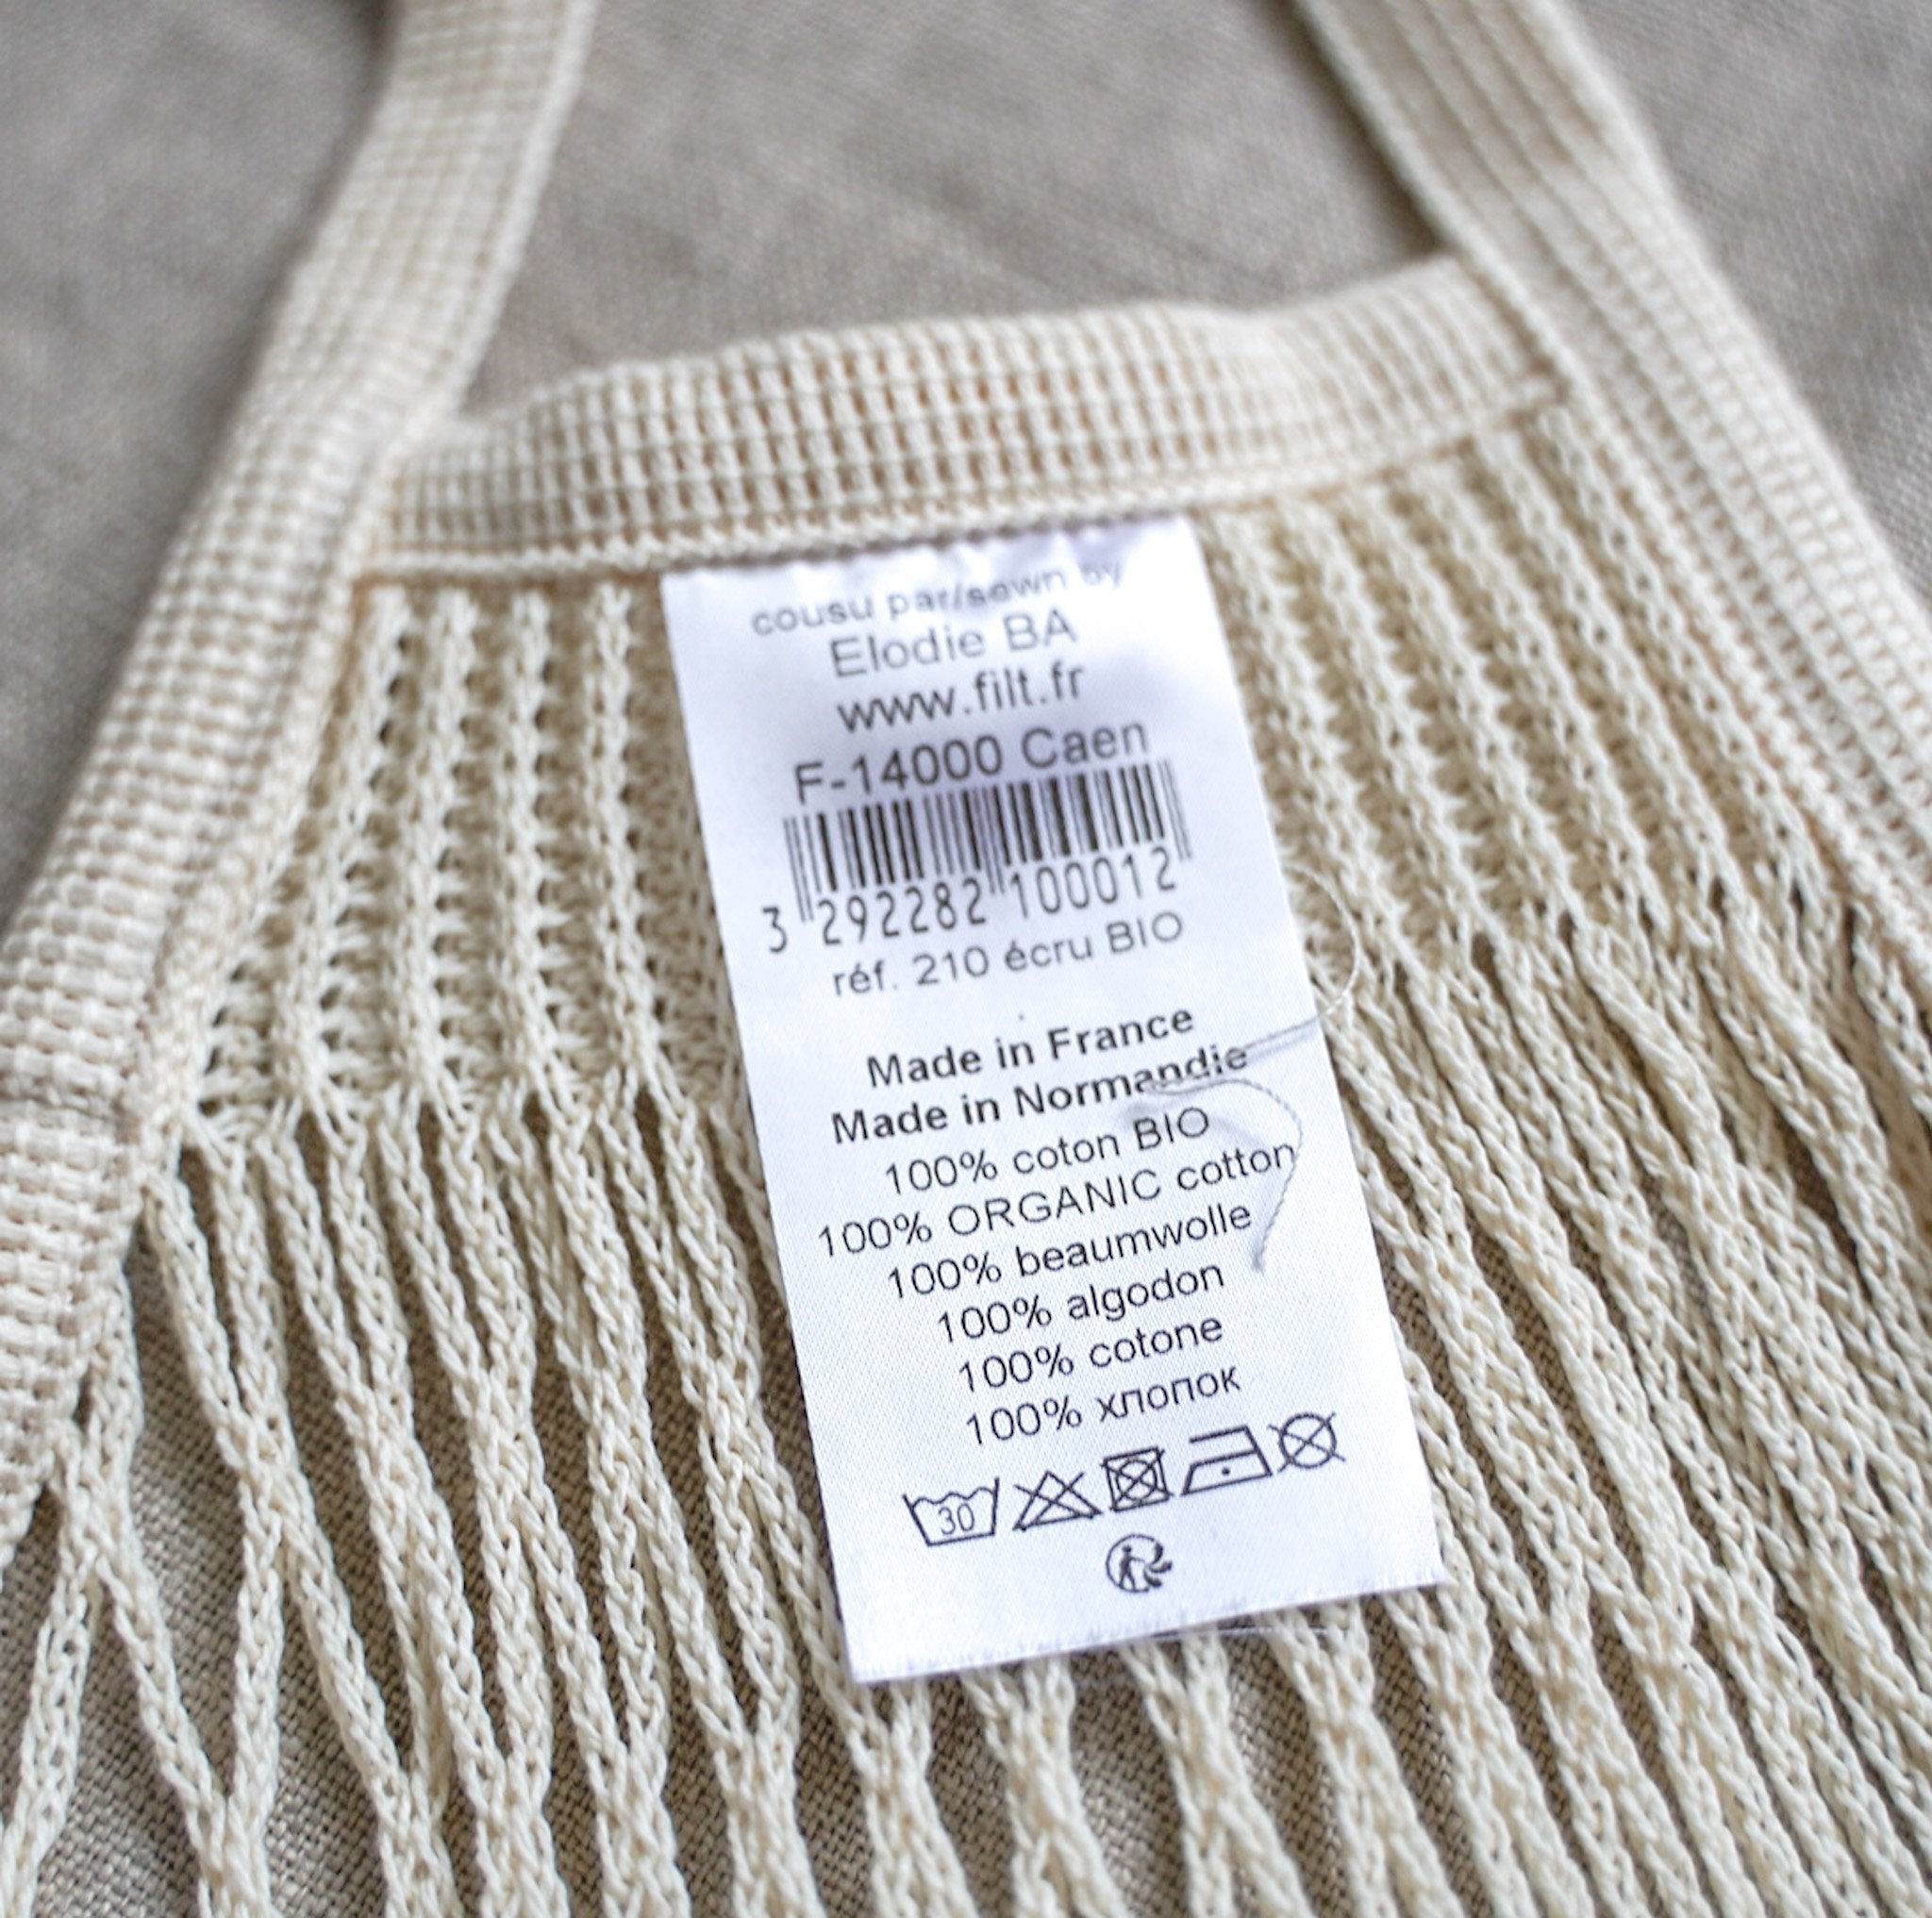 cousu par/sewn by
Elodie BA
www.filt.fr
F-14000 Caen
3 292282 100012
réf. 210 écru BIO
Made in France
Made in Normandie
100% coton BIO
100% ORGANIC cotton
100% beaumwolle
100% algodon
100% cotone
100% хлопок
30